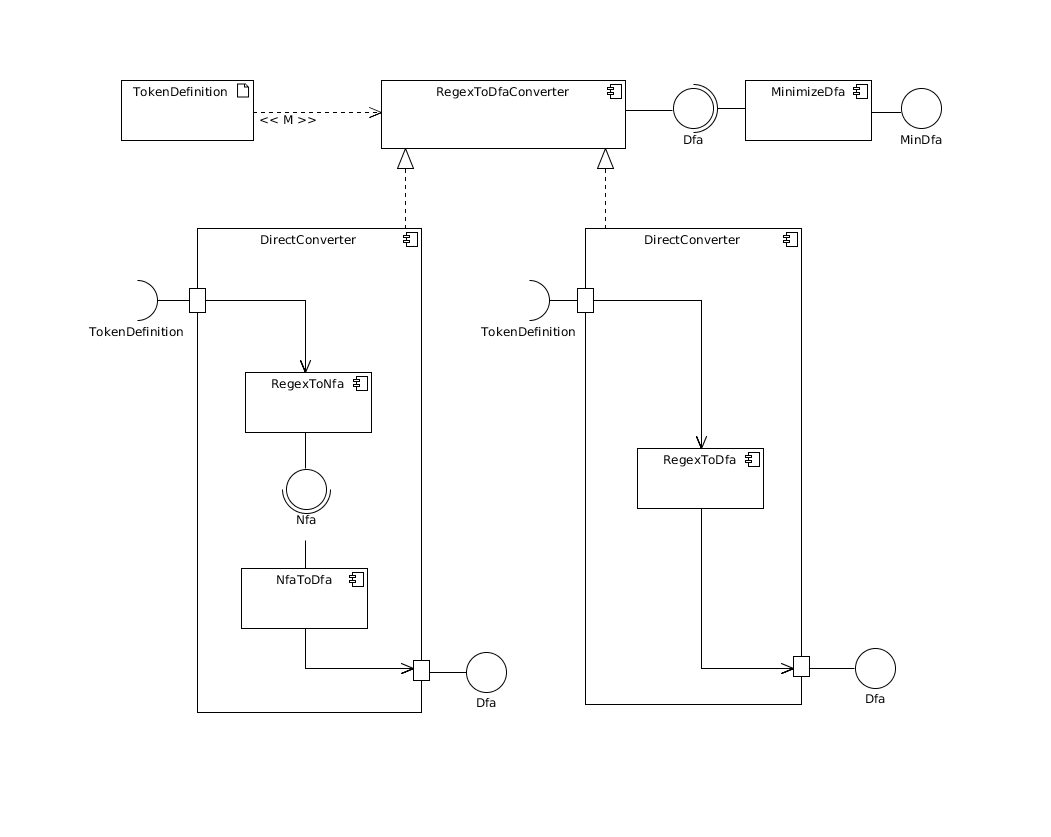 TokenDefinition
<< M >>
RegexToDfaConverter
Dfa
MinimizeDfa
MinDfa
DirectConverter
TokenDefinition
RegexToNfa
Nfa
NfaToDfa
Dfa
DirectConverter
TokenDefinition
RegexToDfa
Dfa